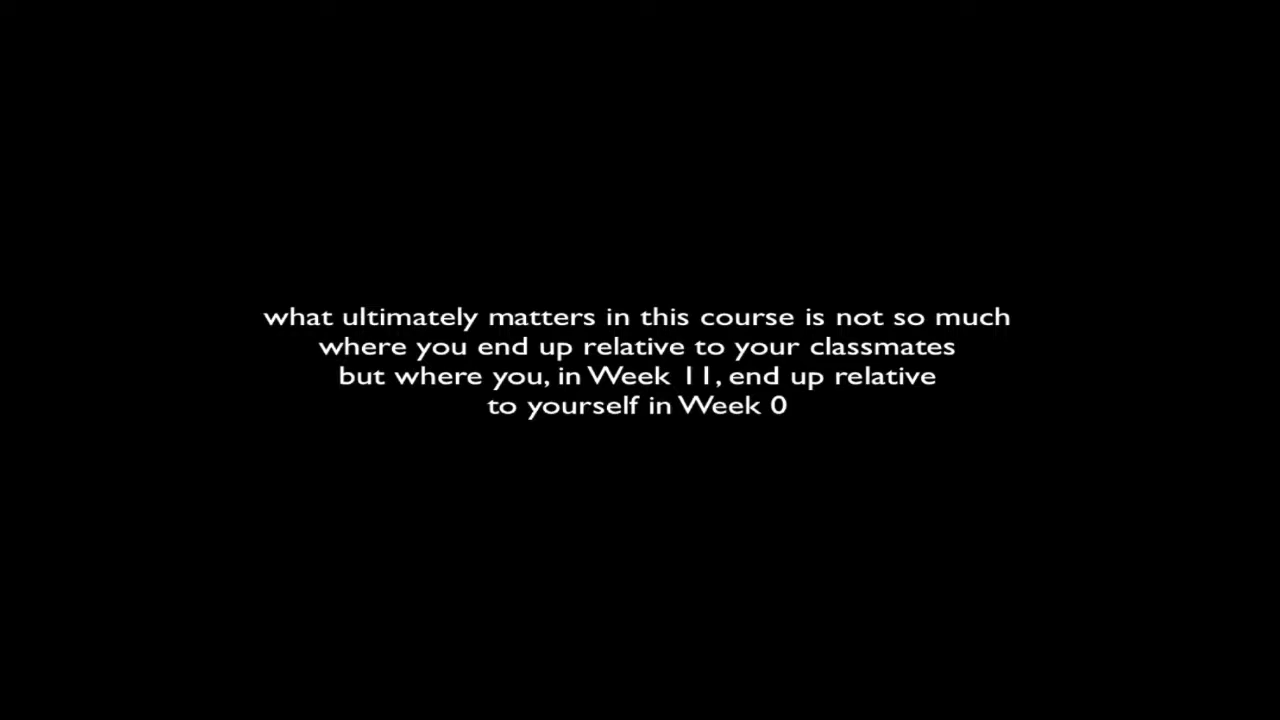 what ultimately matters in this course is not so much
where you end up relative to your classmates
but where you, in Week 11, end up relative
to yourself in Week 0